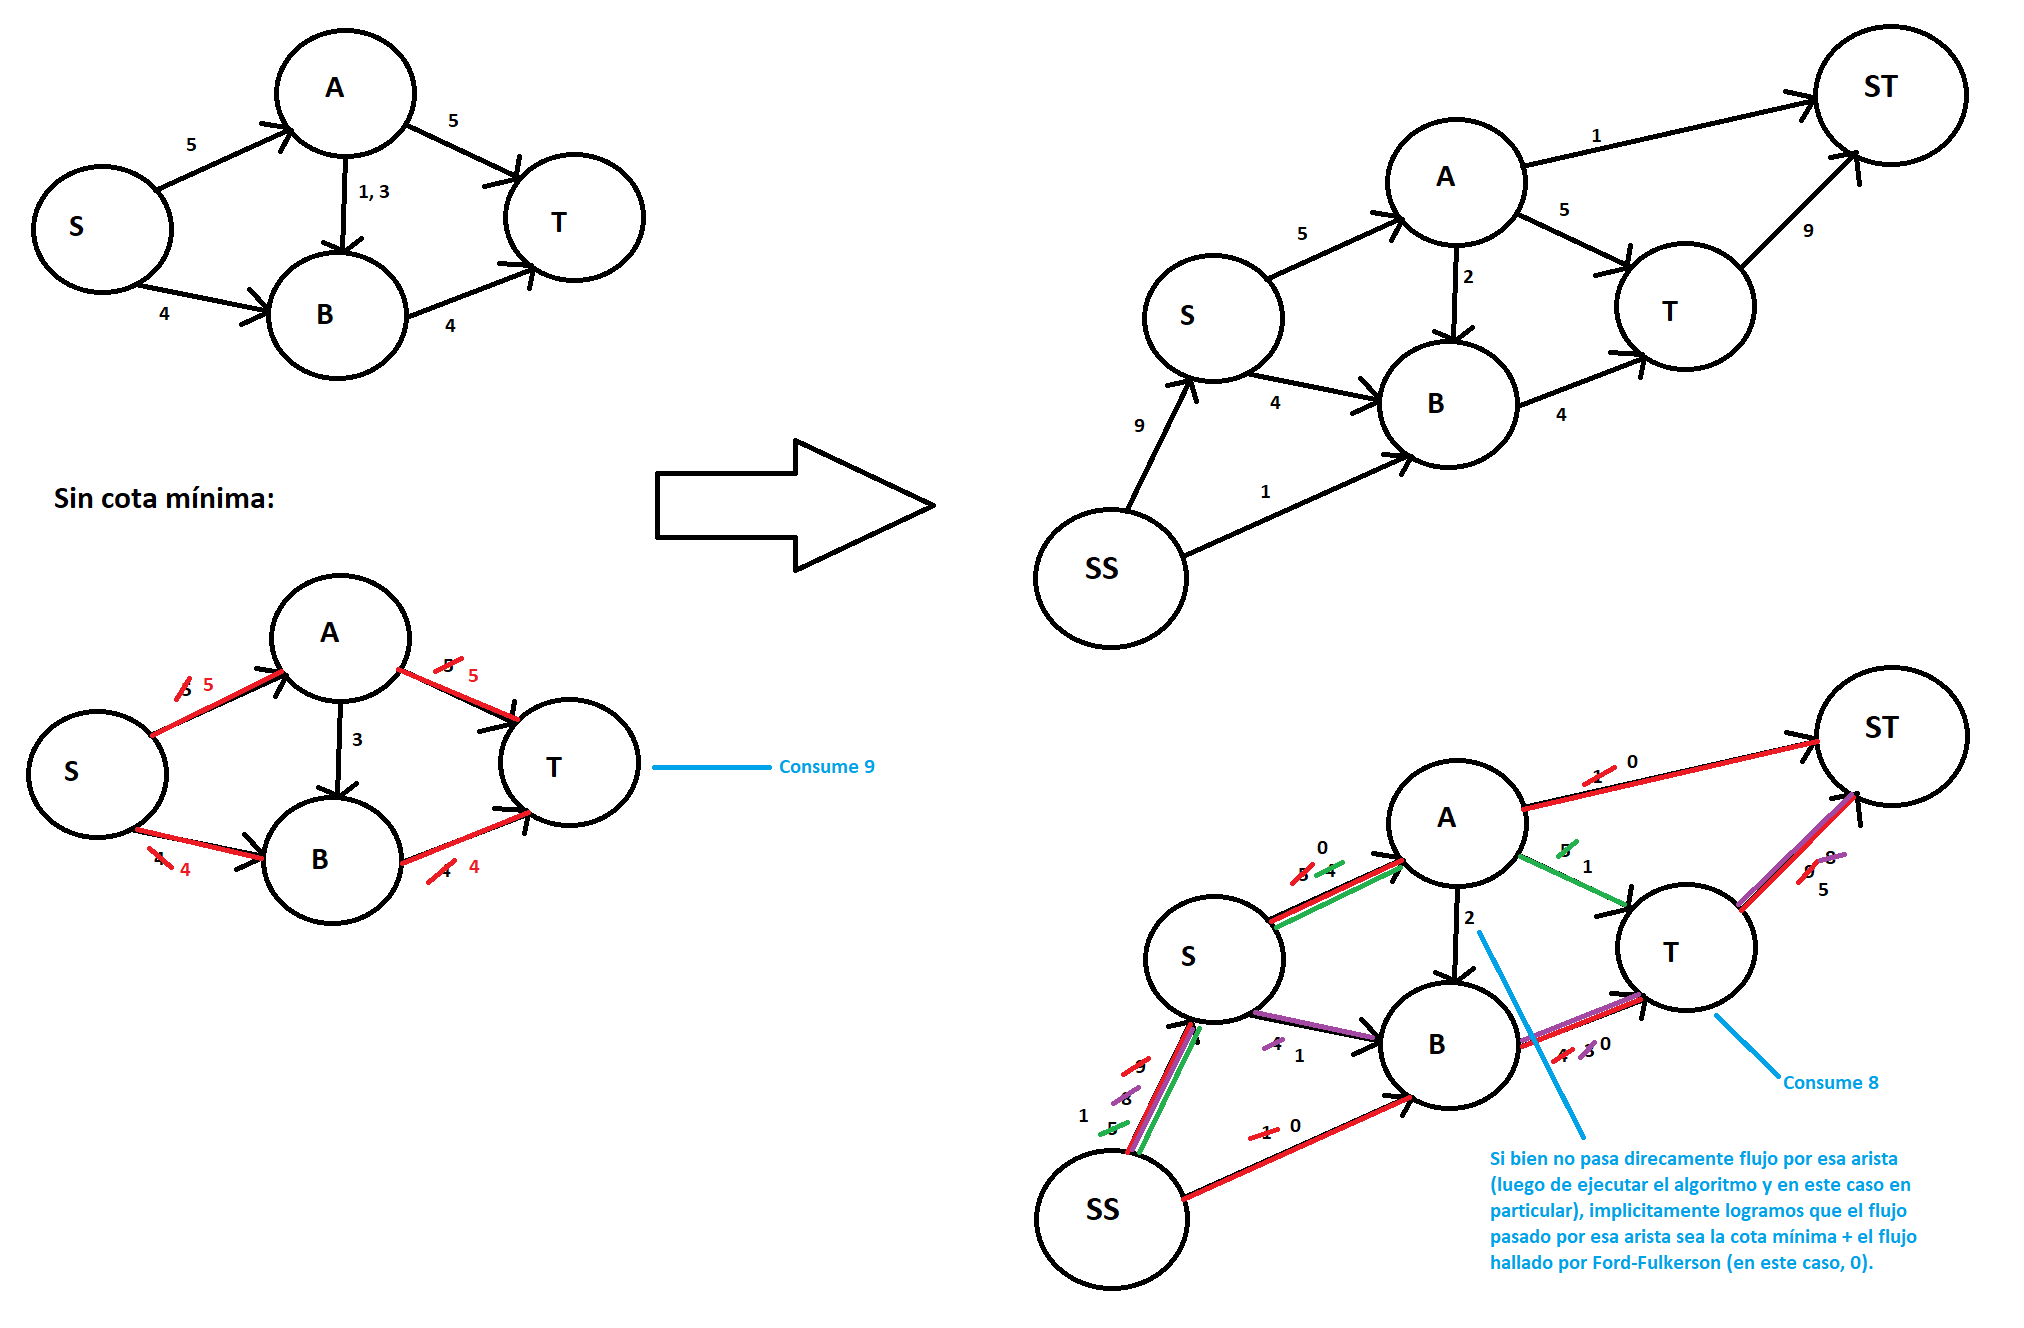 A
5
5
1, 3
S
T
B
4
4
ST
1
A
5
5
9
2
S
T
B
4
4
9
1
SS
Sin cota mínima:
A
5 5
5 5
3
S
T
Consume 9
B
4 4
4 4
ST
1 0
A
0
5 4
5
1
9 8
5
2
S
T
B
4 1
4 3 0
9
8
1 5
1 0
SS
Consume 8
Si bien no pasa direcamente flujo por esa arista
(luego de ejecutar el algoritmo y en este caso en
particular), implicitamente logramos que el flujo
pasado por esa arista sea la cota mínima + el flujo
hallado por Ford-Fulkerson (en este caso, 0).